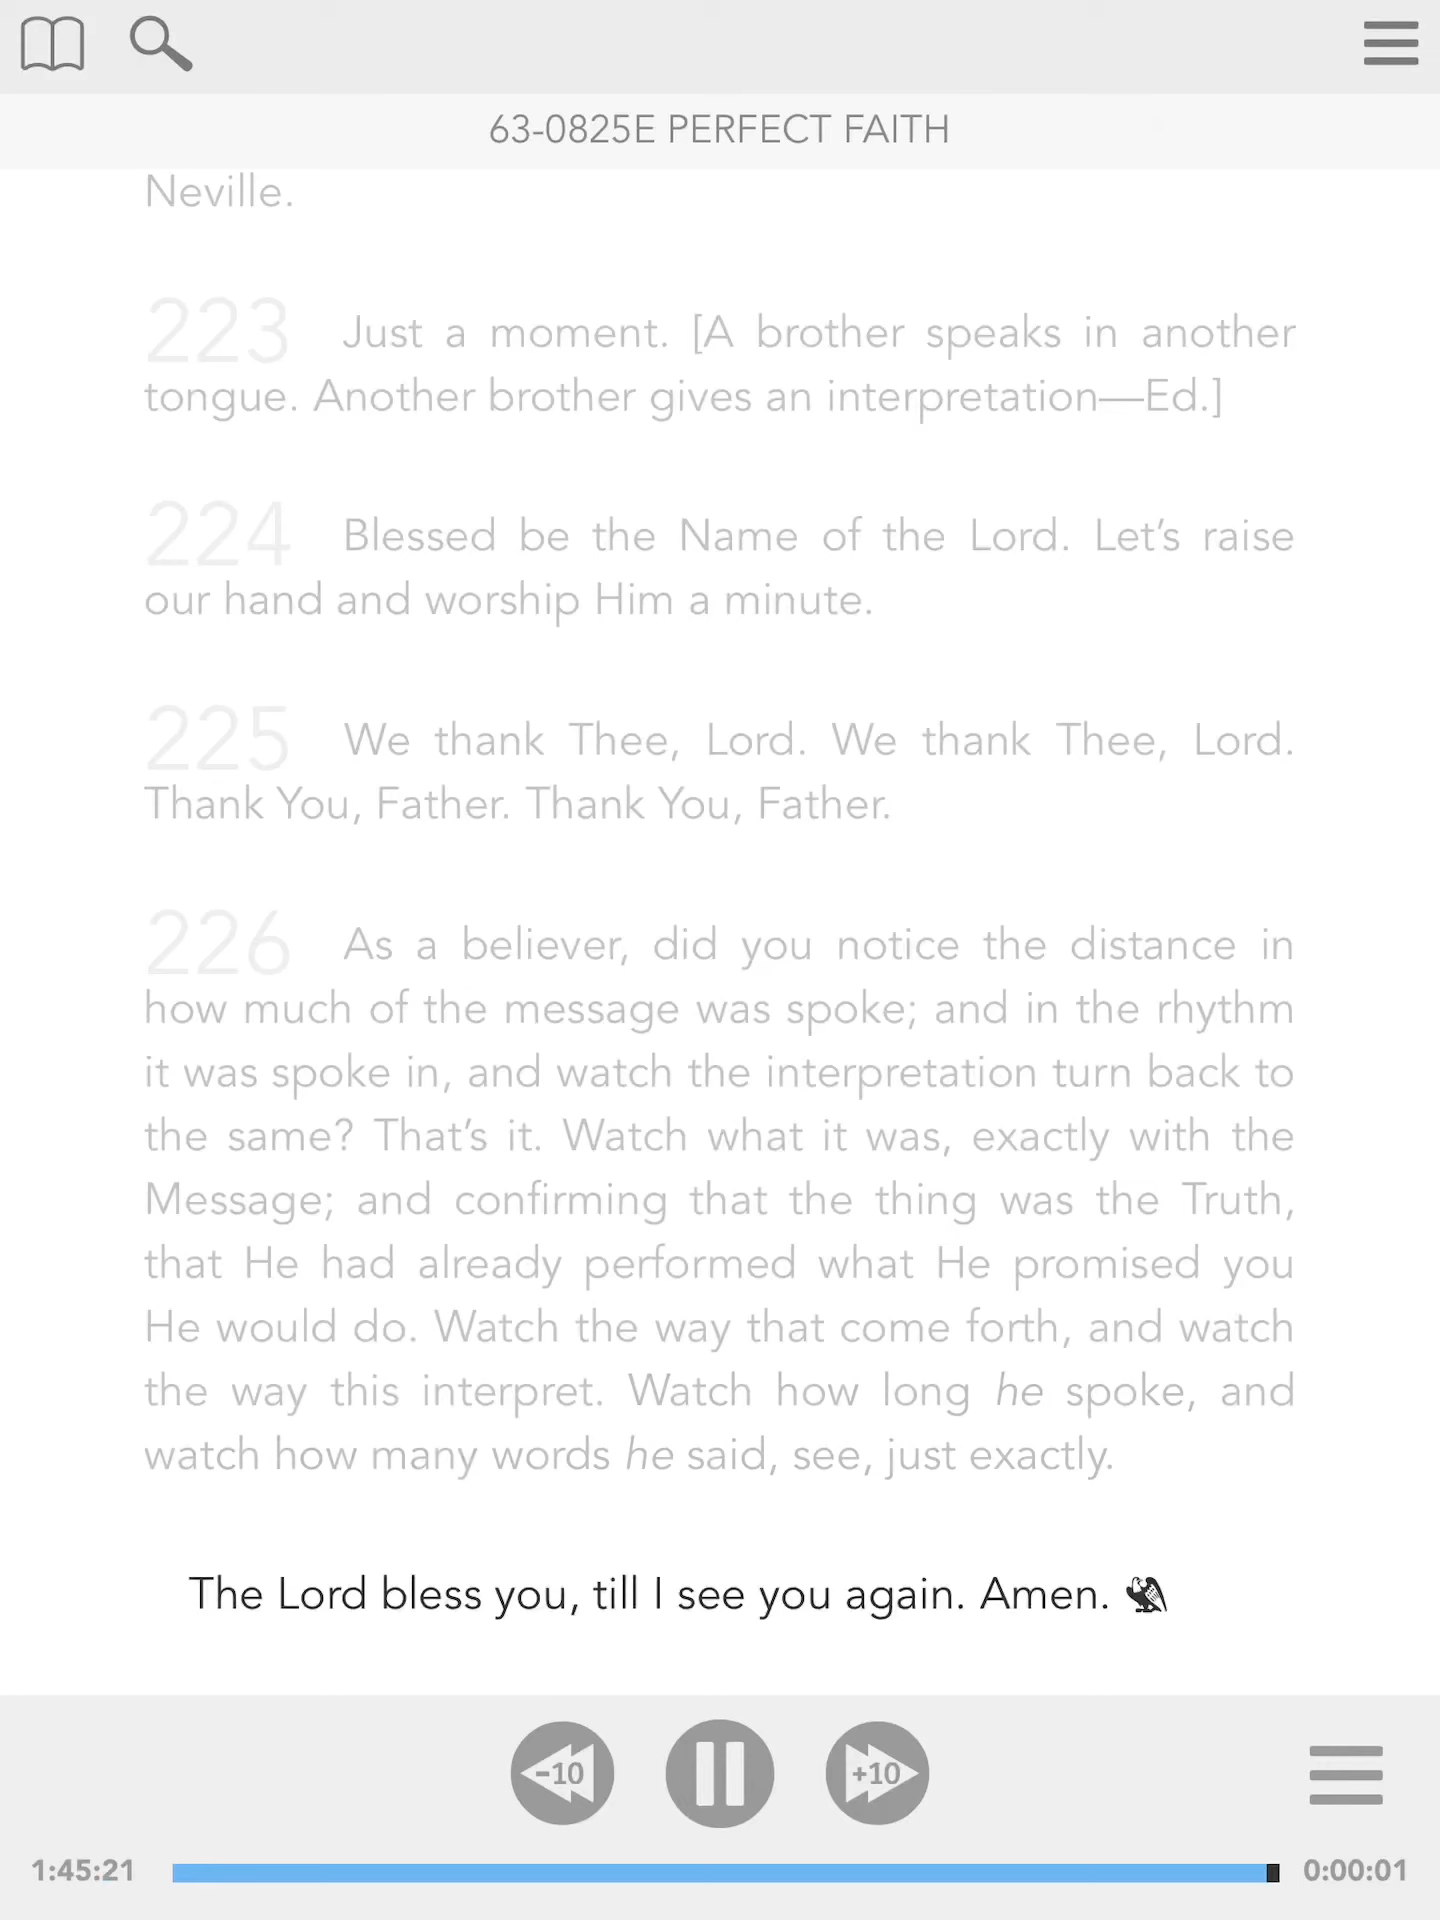 63-0825E PERFECT FAITH
Neville.
223 Just a moment. [A brother speaks in another
tongue. Another brother gives an interpretation—Ed.]
224 Blessed be the Name of the Lord. Let’s raise
our hand and worship Him a minute.
225 We thank Thee, Lord. We thank Thee, Lord.
Thank You, Father. Thank You, Father.
226 As a believer, did you notice the distance in
how much of the message was spoke; and in the rhythm
it was spoke in, and watch the interpretation turn back to
the same? That’s it. Watch what it was, exactly with the
Message; and confirming that the thing was the Truth,
that He had already performed what He promised you
He would do. Watch the way that come forth, and watch
the way this interpret. Watch how long he spoke, and
watch how many words he said, see, just exactly.
The Lord bless you, till I see you again. Amen.
-10 +10
1:45:21 0:00:01